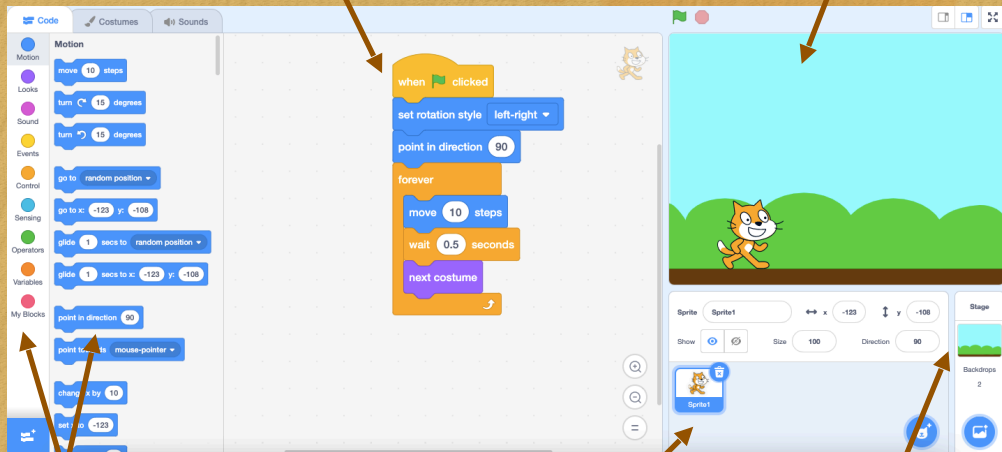 Code
Costumes
Sounds
Motion
Looks
Sound
Events
Control
Sensing
Operators
Variables
My Blocks
Motion
move 10 steps
turn 15 degrees
turn 15 degrees
go to random position
go to x: -123 y: -108
glide 1 secs to random position
glide 1 secs to x: -123 y: -108
point in direction 90
mouse-pointer
by 10
-123
when clicked
set rotation style left-right
point in direction 90
forever
move 10 steps
wait 0.5 seconds
next costume
Sprite Sprite1 x -123 y -108
Show Size 100 Direction 90
Sprite1
Stage
Backdrops
2